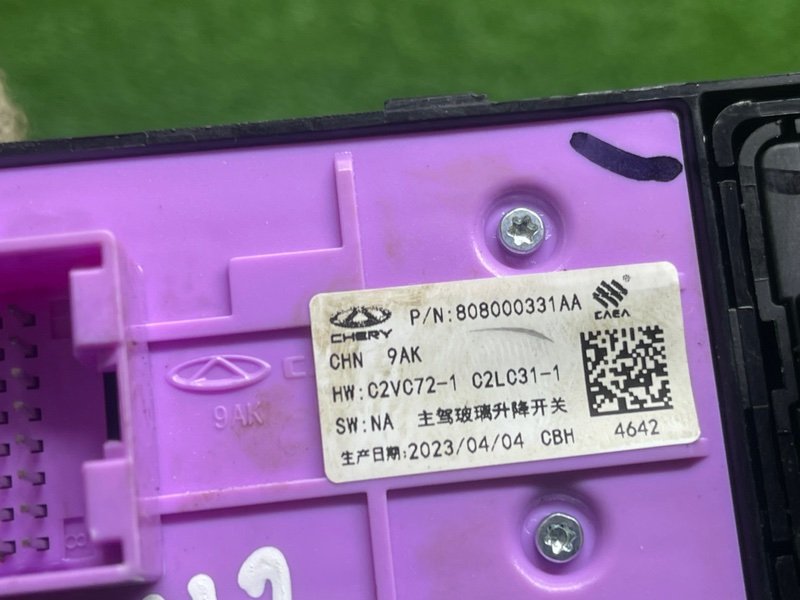 CHERY P/N:808000331AA
CAEA
CHN 9AK
HW:C2VC72-1 C2LC31-1
SW:NA 主驾玻璃升降开关
生产日期:2023/04/04 CBH
4642
9AK
8